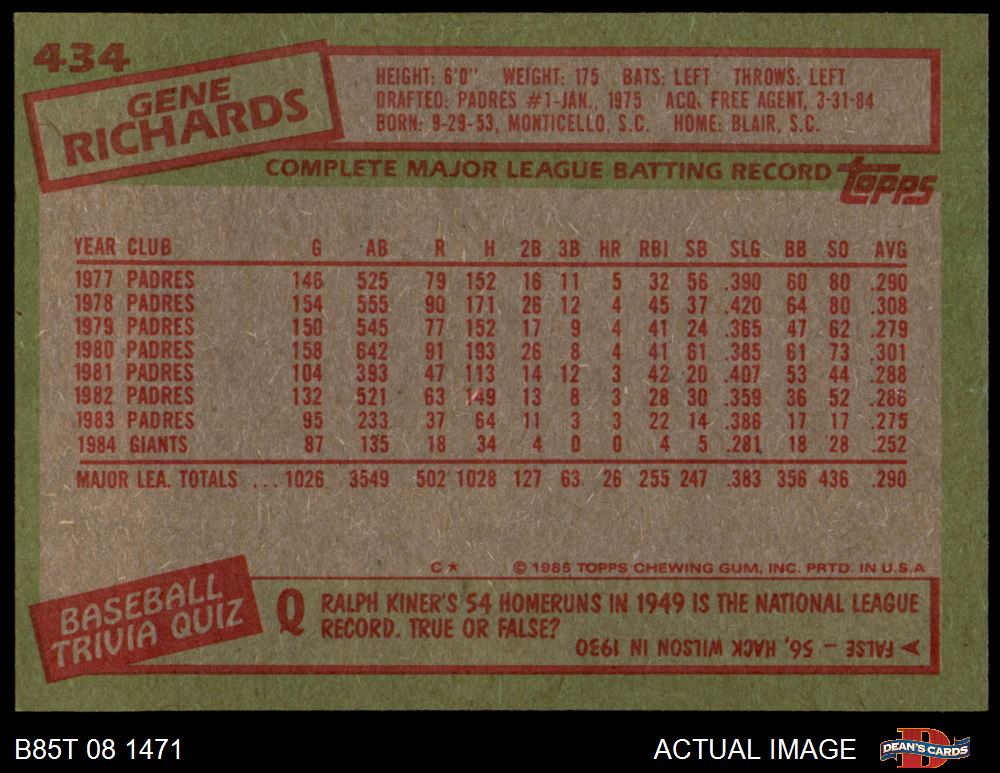 434
GENE
RICHARDS
HEIGHT: 6'0" WEIGHT: 175 BATS: LEFT THROWS: LEFT
DRAFTED: PADRES #1-JAN., 1975 ACQ. FREE AGENT, 3-31-84
BORN: 9-29-53, MONTICELLO, S.C. HOME: BLAIR, S.C.
COMPLETE MAJOR LEAGUE BATTING RECORD
topps
YEAR CLUB G AB R H 2B 3B HR RBI SB SLG BB SO AVG
1977 PADRES 146 525 79 152 16 11 5 32 56 .390 60 80 .290
1978 PADRES 154 555 90 171 26 12 4 45 37 .420 64 80 .308
1979 PADRES 150 545 77 152 17 9 4 41 24 .365 47 62 .279
1980 PADRES 158 642 91 193 26 8 4 41 61 .385 61 73 .301
1981 PADRES 104 393 47 113 14 12 3 42 20 .407 53 44 .288
1982 PADRES 132 521 63 149 13 8 3 28 30 .359 36 52 .286
1983 PADRES 95 233 37 64 11 3 3 22 14 .386 17 17 .275
1984 GIANTS 87 135 18 34 4 0 0 4 5 .281 18 28 .252
MAJOR LEA. TOTALS ... 1026 3549 502 1028 127 63 26 255 247 .383 356 436 .290
C★ © 1985 TOPPS CHEWING GUM, INC. PRTD. IN U.S.A
BASEBALL
TRIVIA QUIZ
Q RALPH KINER'S 54 HOMERUNS IN 1949 IS THE NATIONAL LEAGUE
RECORD. TRUE OR FALSE?
FALSE – 56, HACK WILSON IN 1930
B85T 08 1471
ACTUAL IMAGE
D
DEAN'S CARDS